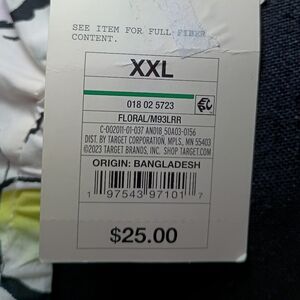 SEE ITEM FOR FULL FIBER
CONTENT.
XXL
018 02 5723
FLORAL/M93LRR
C-002011-01-037 AN018 50A03-0156
DIST. BY TARGET CORPORATION, MPLS, MN 55403
©2023 TARGET BRANDS, INC. SHOP TARGET.COM
ORIGIN: BANGLADESH
1 97543 97101 7
$25.00